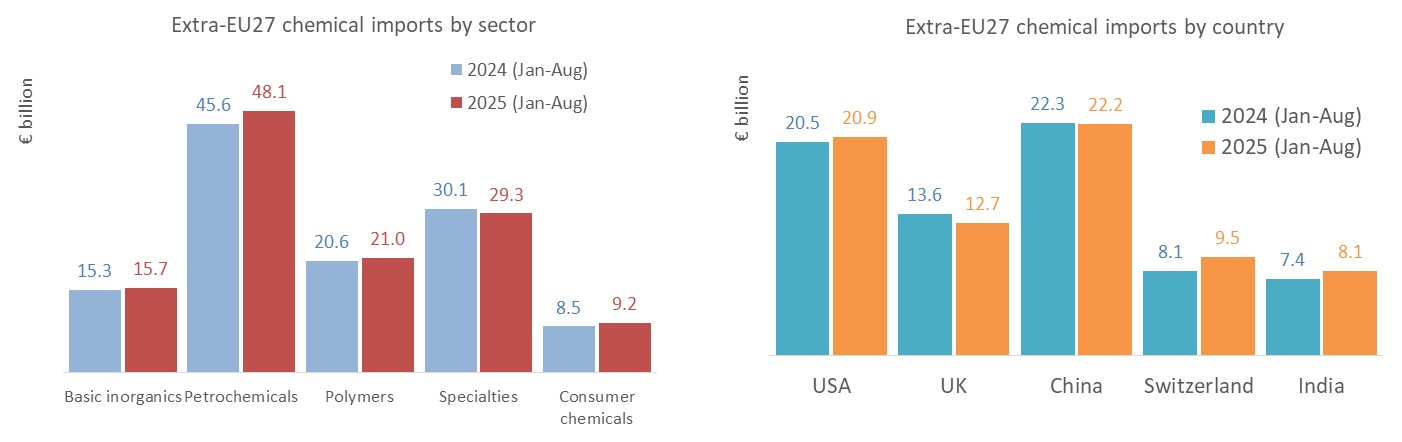 Extra-EU27 chemical imports by sector
€ billion
2024 (Jan-Aug)
2025 (Jan-Aug)
15.3
15.7
45.6
48.1
20.6
21.0
30.1
29.3
8.5
9.2
Basic inorganics
Petrochemicals
Polymers
Specialties
Consumer
chemicals
Extra-EU27 chemical imports by country
€ billion
2024 (Jan-Aug)
2025 (Jan-Aug)
20.5
20.9
13.6
12.7
22.3
22.2
8.1
9.5
7.4
8.1
USA
UK
China
Switzerland
India